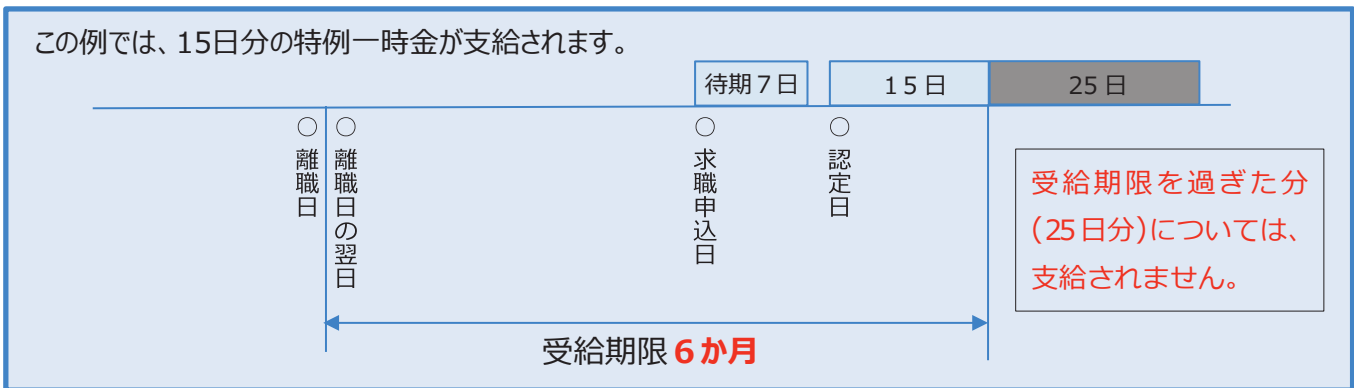 この例では、15日分の特例一時金が支給されます。
待期７日
１５日
25日
○離職日
○離職日の翌日
○求職申込日
○認定日
受給期限を過ぎた分
(25日分)については、
支給されません。
受給期限６か月